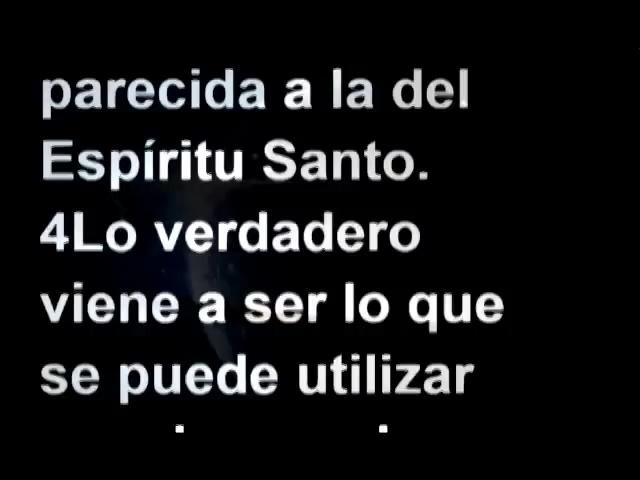 parecida a la del
Espíritu Santo.
4Lo verdadero
viene a ser lo que
se puede utilizar